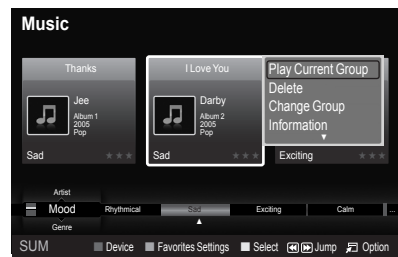 Music
Thanks
I Love You
Play Current Group
Delete
Change Group
Information
Jee
Album 1
2005
Pop
Darby
Album 2
2005
Pop
Sad
Sad
Exciting
Artist
Mood
Rhythmical
Sad
Exciting
Calm
...
Genre
SUM
Device
Favorites Settings
Select
Jump
Option